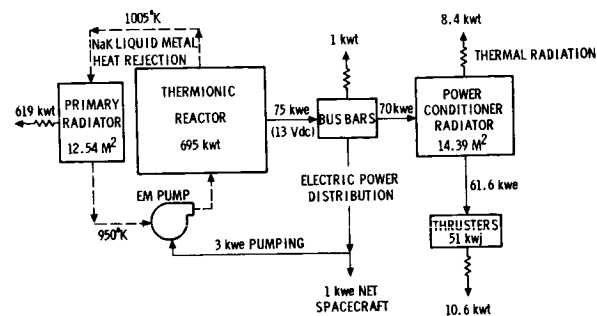 1005°K
NaK LIQUID METAL
HEAT REJECTION
619 kwt
PRIMARY
RADIATOR
12.54 M²
THERMIONIC
REACTOR
695 kwt
75 kwe
(13 Vdc)
1 kwt
BUS BARS
70 kwe
8.4 kwt
THERMAL RADIATION
POWER
CONDITIONER
RADIATOR
14.39 M²
EM PUMP
950°K
3 kwe PUMPING
ELECTRIC POWER
DISTRIBUTION
1 kwe NET
SPACECRAFT
61.6 kwe
THRUSTERS
51 kwj
10.6 kwt